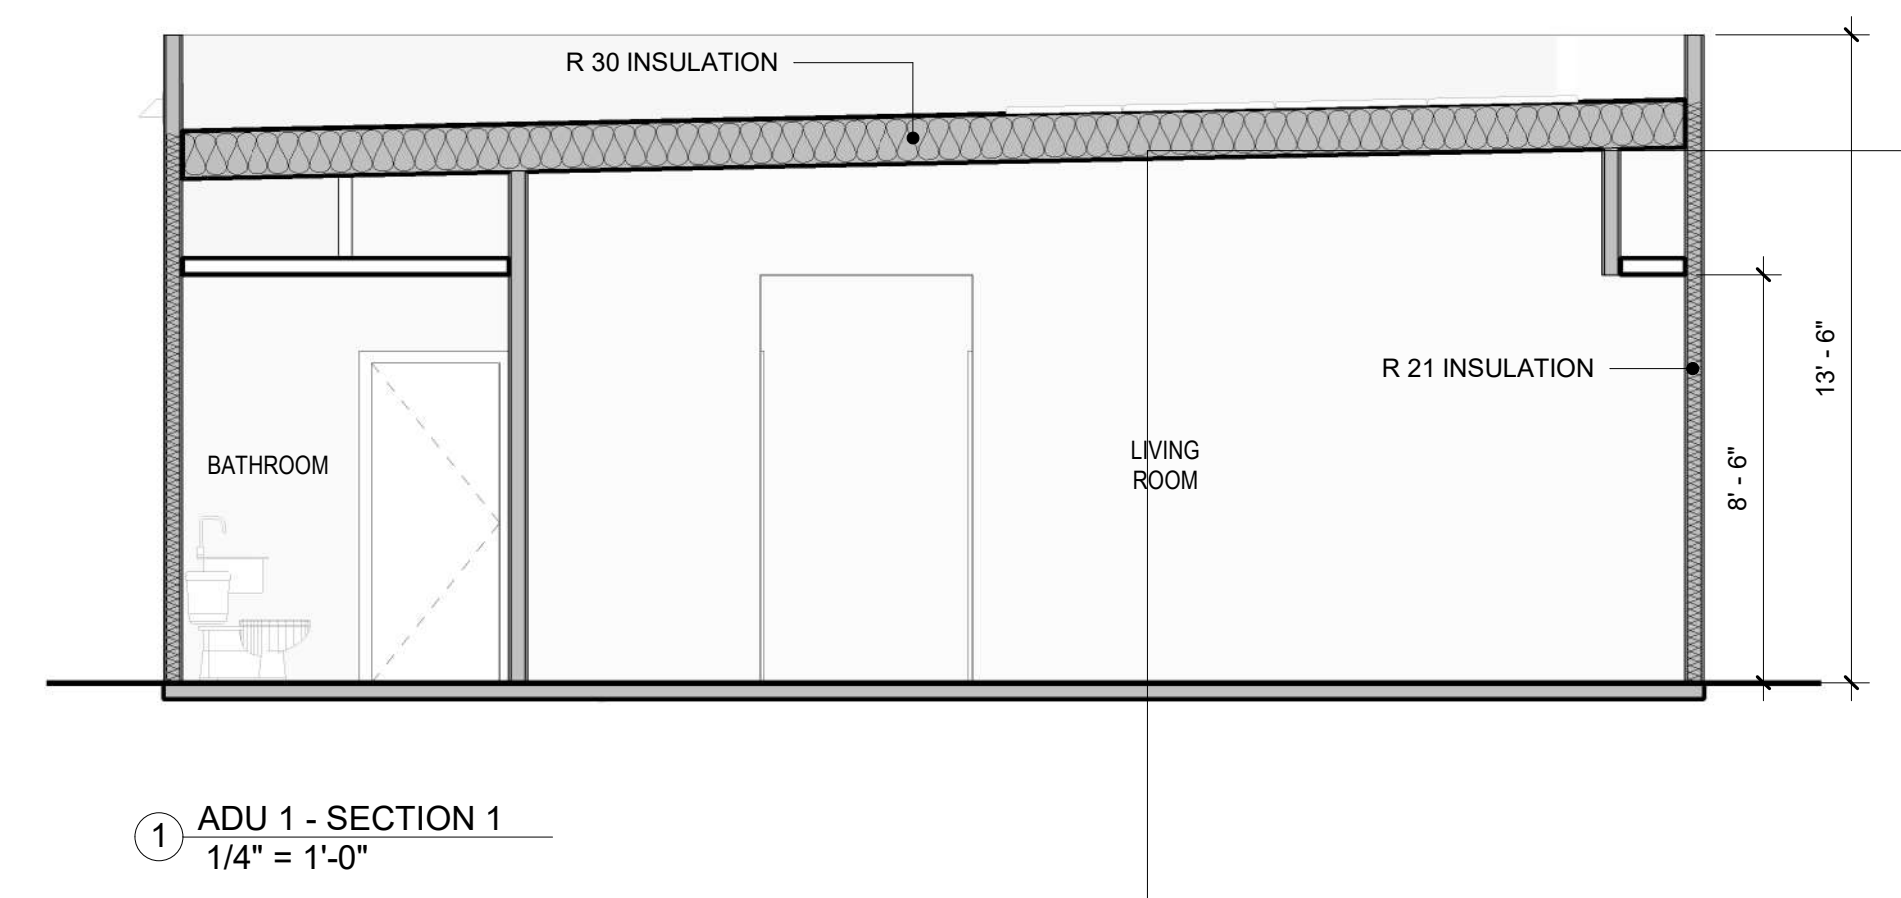 R 30 INSULATION
13' - 6"
R 21 INSULATION
8' - 6"
BATHROOM
LIVING
ROOM
1
ADU 1 - SECTION 1
1/4" = 1'-0"